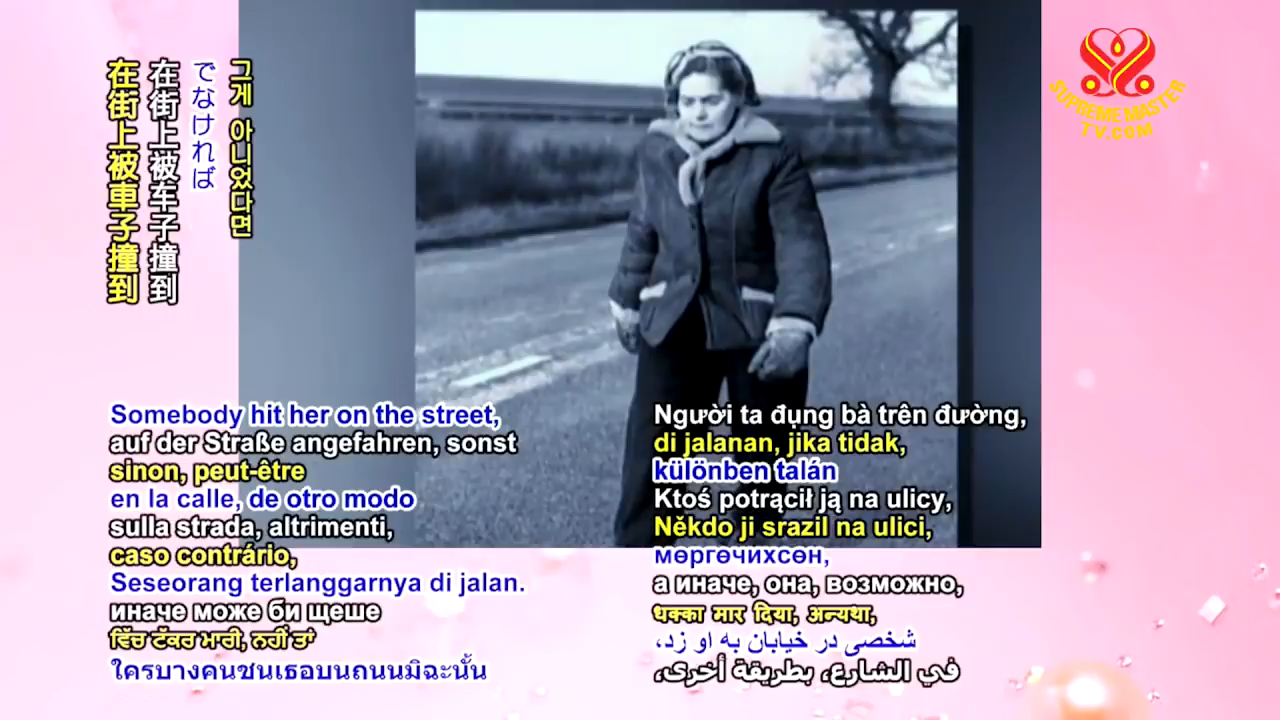 그게 아니었다면
でなければ
在街上被车子撞到
在街上被車子撞到
SUPREME MASTER
TV.COM
Somebody hit her on the street,
auf der Straße angefahren, sonst
sinon, peut-être
en la calle, de otro modo
sulla strada, altrimenti,
caso contrário,
Seseorang terlanggarnya di jalan.
иначе може би щеше
ਵਿੱਚ ਟੱਕਰ ਮਾਰੀ, ਨਹੀਂ ਤਾਂ
ใครบางคนชนเธอบนถนนมิฉะนั้น
Người ta đụng bà trên đường,
di jalanan, jika tidak,
különben talán
Ktoś potrącił ją na ulicy,
Někdo ji srazil na ulici,
мөргөчихсөн,
а иначе, она, возможно,
धक्का मार दिया, अन्यथा,
شخصی در خیابان به او زد،
في الشارع، بطريقة أخرى،